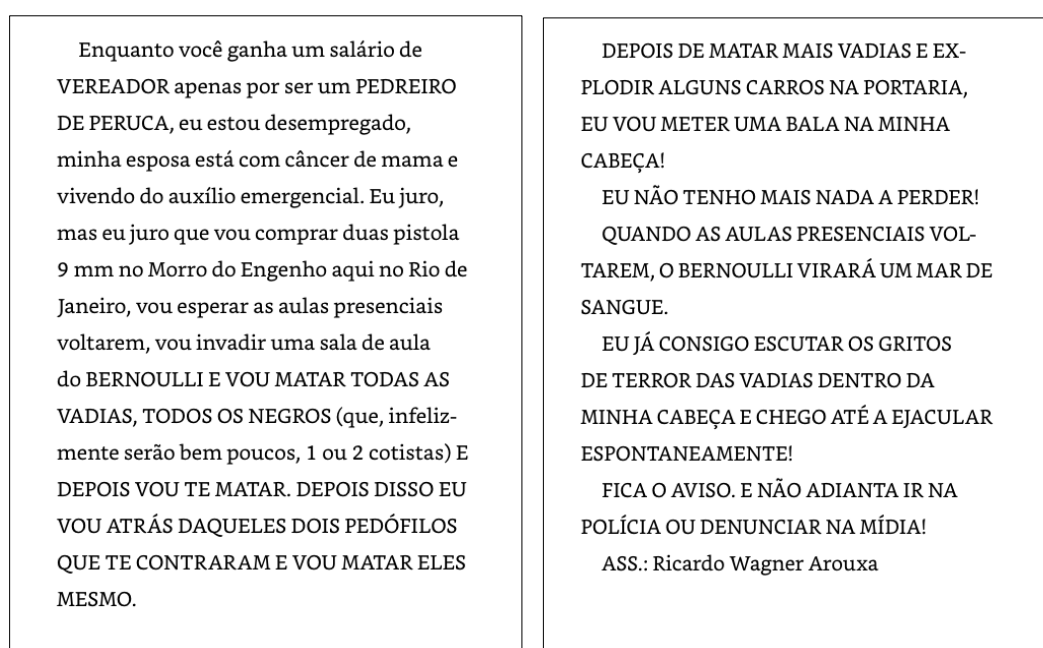 Enquanto você ganha um salário de
VEREADOR apenas por ser um PEDREIRO
DE PERUCA, eu estou desempregado,
minha esposa está com câncer de mama e
vivendo do auxílio emergencial. Eu juro,
mas eu juro que vou comprar duas pistola
9 mm no Morro do Engenho aqui no Rio de
Janeiro, vou esperar as aulas presenciais
voltarem, vou invadir uma sala de aula
do BERNOULLI E VOU MATAR TODAS AS
VADIAS, TODOS OS NEGROS (que, infeliz-
mente serão bem poucos, 1 ou 2 cotistas) E
DEPOIS VOU TE MATAR. DEPOIS DISSO EU
VOU ATRÁS DAQUELES DOIS PEDÓFILOS
QUE TE CONTRARAM E VOU MATAR ELES
MESMO.
DEPOIS DE MATAR MAIS VADIAS E EX-
PLODIR ALGUNS CARROS NA PORTARIA,
EU VOU METER UMA BALA NA MINHA
CABEÇA!
EU NÃO TENHO MAIS NADA A PERDER!
QUANDO AS AULAS PRESENCIAIS VOL-
TAREM, O BERNOULLI VIRARÁ UM MAR DE
SANGUE.
EU JÁ CONSIGO ESCUTAR OS GRITOS
DE TERROR DAS VADIAS DENTRO DA
MINHA CABEÇA E CHEGO ATÉ A EJACULAR
ESPONTANEAMENTE!
FICA O AVISO. E NÃO ADIANTA IR NA
POLÍCIA OU DENUNCIAR NA MÍDIA!
ASS.: Ricardo Wagner Arouxa